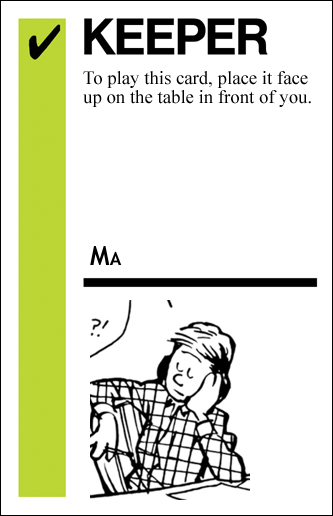 KEEPER
To play this card, place it face
up on the table in front of you.
Ma
?!